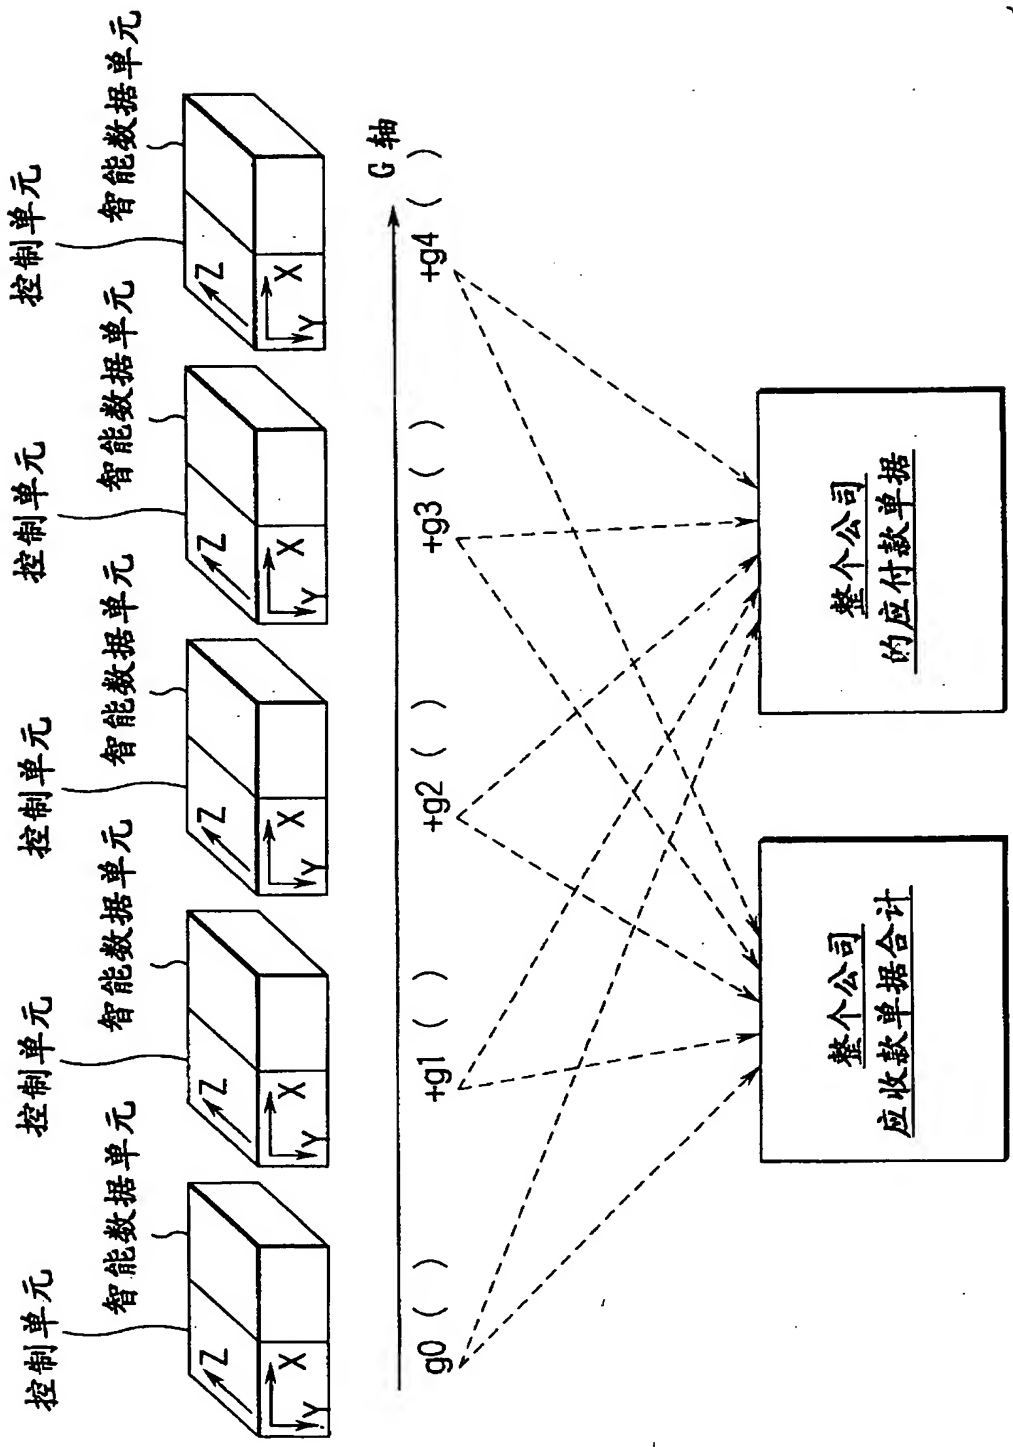 控制单元
控制单元
控制单元
控制单元
控制单元
智能数据单元
智能数据单元
智能数据单元
智能数据单元
智能数据单元
Z
Z
Z
Z
Z
X
X
X
X
X
Y
Y
Y
Y
Y
G 轴
g0 ( ) +g1 ( ) +g2 ( ) +g3 ( ) +g4 ( )
整个公司
应收款单据合计
整个公司
的应付款单据